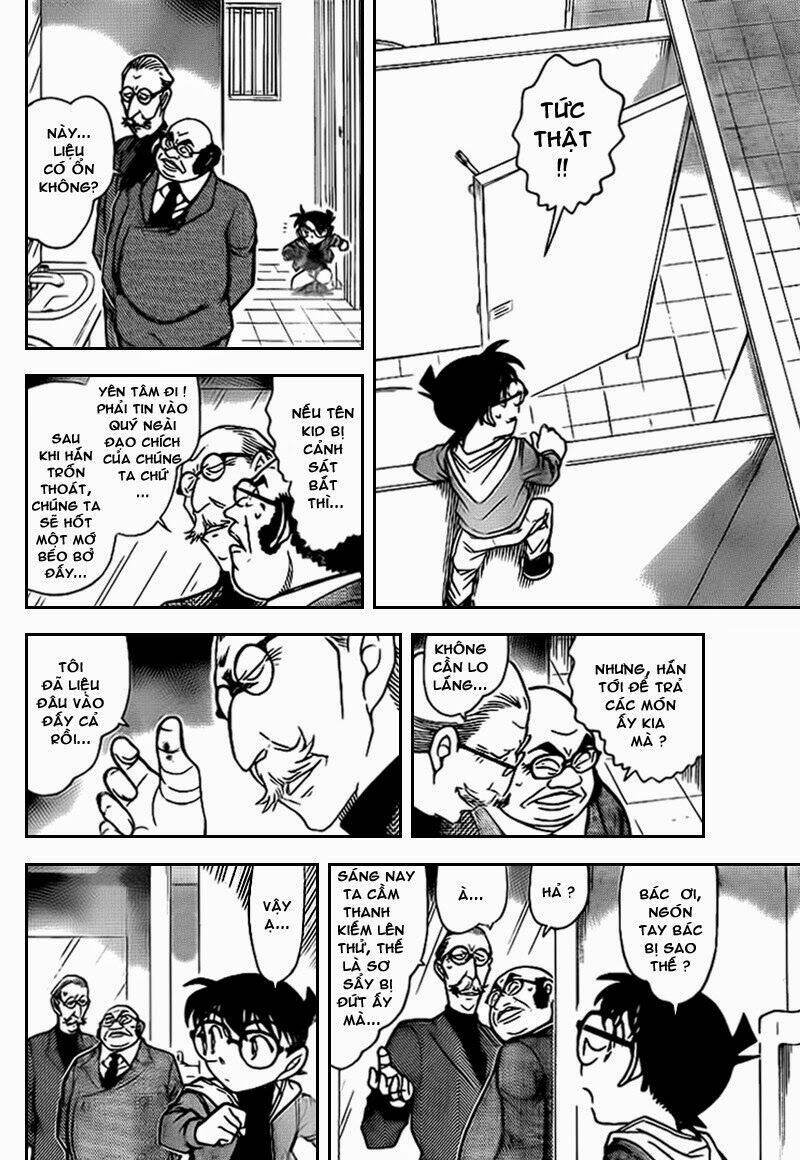 TỨC
THẬT
!!
NÀY...
LIỆU
CÓ ỔN
KHÔNG?
NẾU TÊN
KID BỊ
CẢNH
SÁT
BẮT
THÌ...
YÊN TÂM ĐI !
PHẢI TIN VÀO
QUÝ NGÀI
ĐẠO CHÍCH
CỦA CHÚNG
TA CHỨ
...
SAU
KHI HẮN
TRỐN
THOÁT,
CHÚNG TA
SẼ HỐT
MỘT MỚ
BÉO BỞ
ĐẤY...
NHƯNG, HẮN
TỚI ĐỂ TRẢ
CÁC MÓN
ẤY KIA
MÀ ?
KHÔNG
CẦN LO
LẮNG...
TÔI
ĐÃ LIỆU
ĐÂU VÀO
ĐẤY CẢ
RỒI...
BÁC ƠI,
NGÓN
TAY BÁC
BỊ SAO
THẾ ?
HẢ ?
À...
SÁNG NAY
TA CẦM
THANH
KIẾM LÊN
THỬ, THẾ
LÀ SƠ
SẨY BỊ
ĐỨT ẤY
MÀ...
VẬY
Ạ...